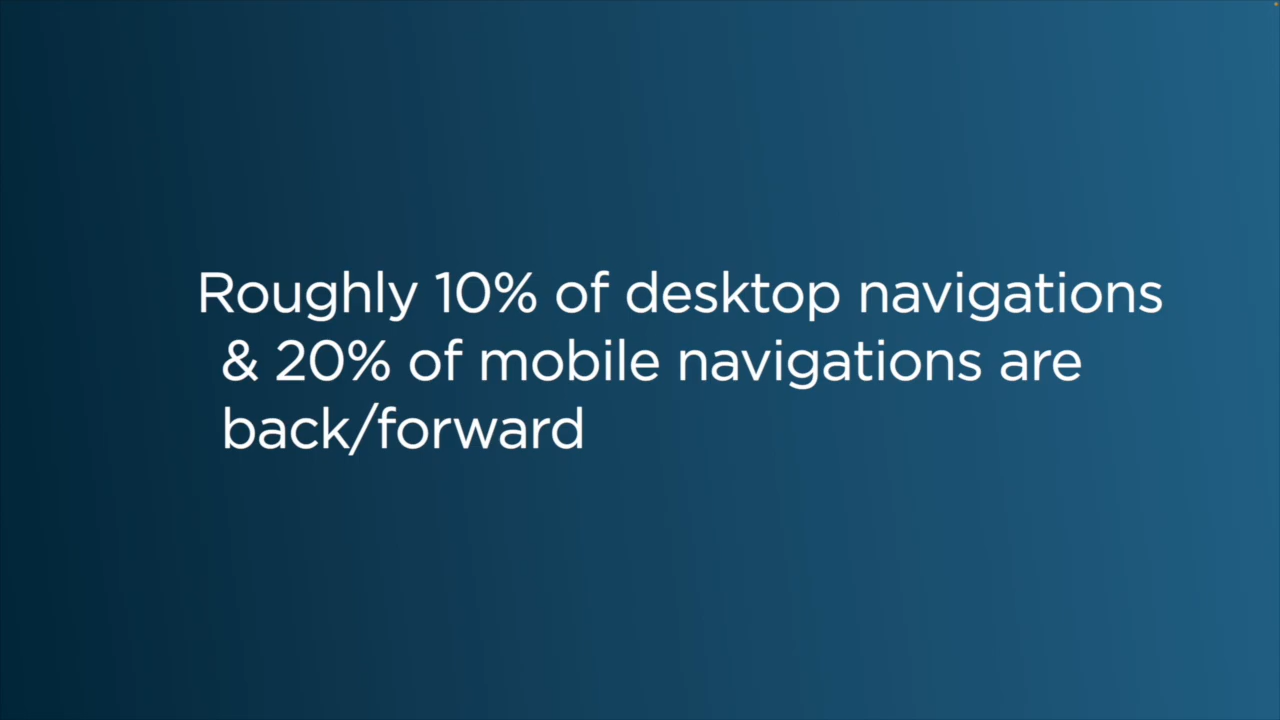 Roughly 10% of desktop navigations
& 20% of mobile navigations are
back/forward